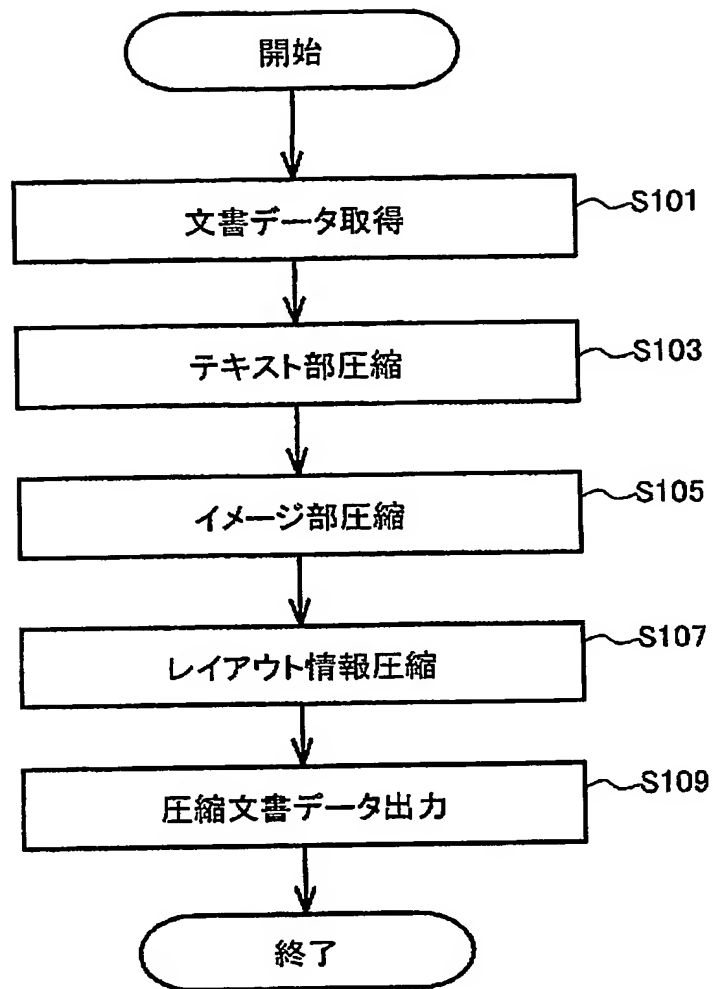 開始
文書データ取得
S101
テキスト部圧縮
S103
イメージ部圧縮
S105
レイアウト情報圧縮
S107
圧縮文書データ出力
S109
終了